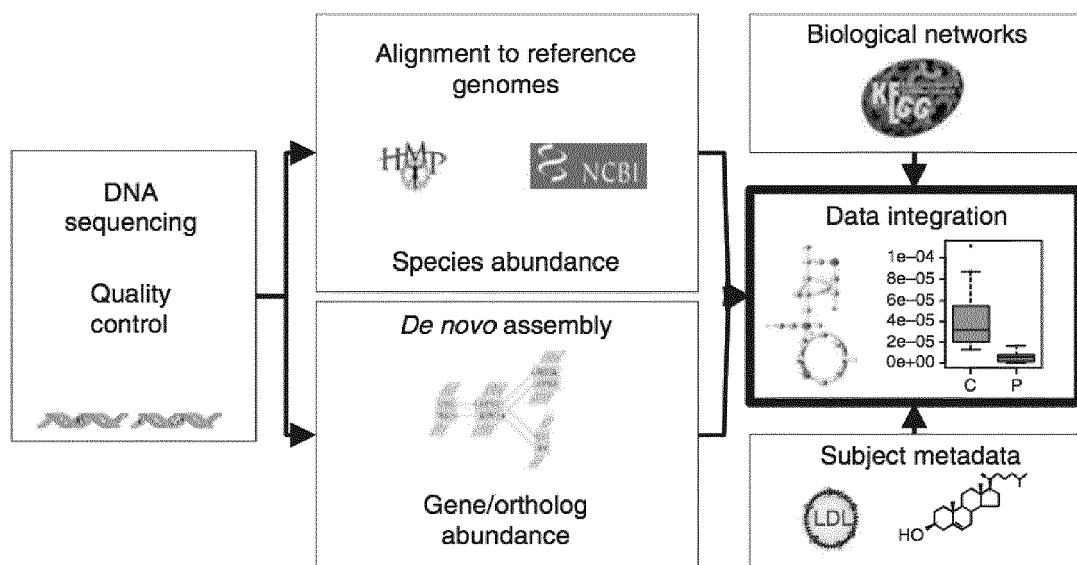 DNA
sequencing
Quality
control
Alignment to reference
genomes
HMP
NCBI
Species abundance
De novo assembly
Gene/ortholog
abundance
Biological networks
KEGG
Data integration
1e–04
8e–05
6e–05
4e–05
2e–05
0e+00
C
P
Subject metadata
LDL
HO